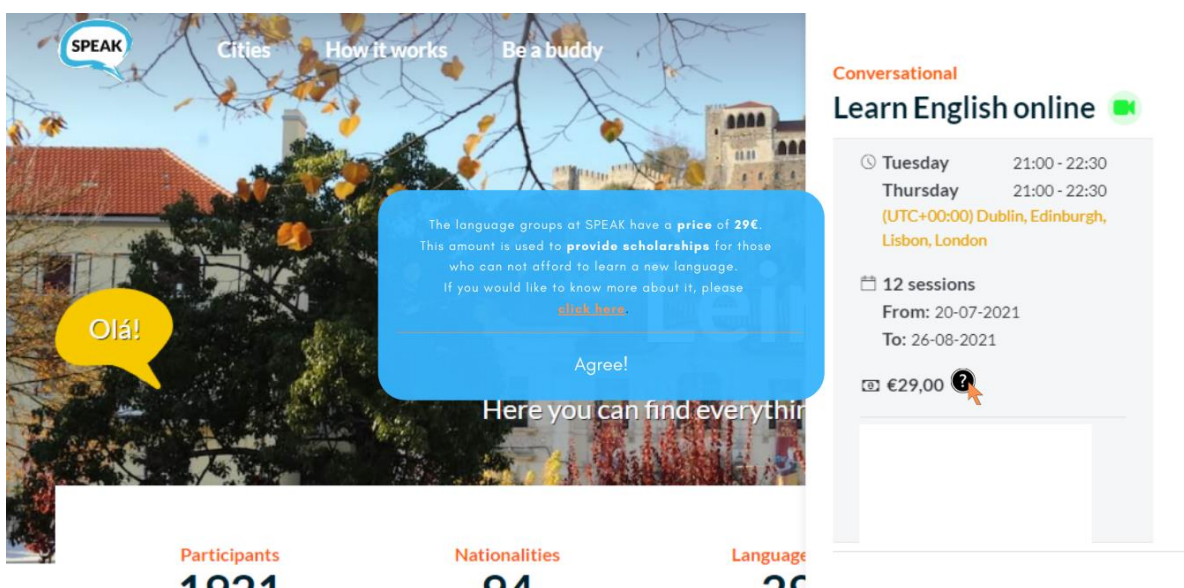 SPEAK
Cities
How it works
Be a buddy
Olá!
The language groups at SPEAK have a price of 29€.
This amount is used to provide scholarships for those
who can not afford to learn a new language.
If you would like to know more about it, please
click here.
Agree!
Lei
Here you can find everythin
Participants
Nationalities
Language
1931
94
Conversational
Learn English online
Tuesday 21:00 - 22:30
Thursday 21:00 - 22:30
(UTC+00:00) Dublin, Edinburgh,
Lisbon, London
12 sessions
From: 20-07-2021
To: 26-08-2021
€29,00 ?